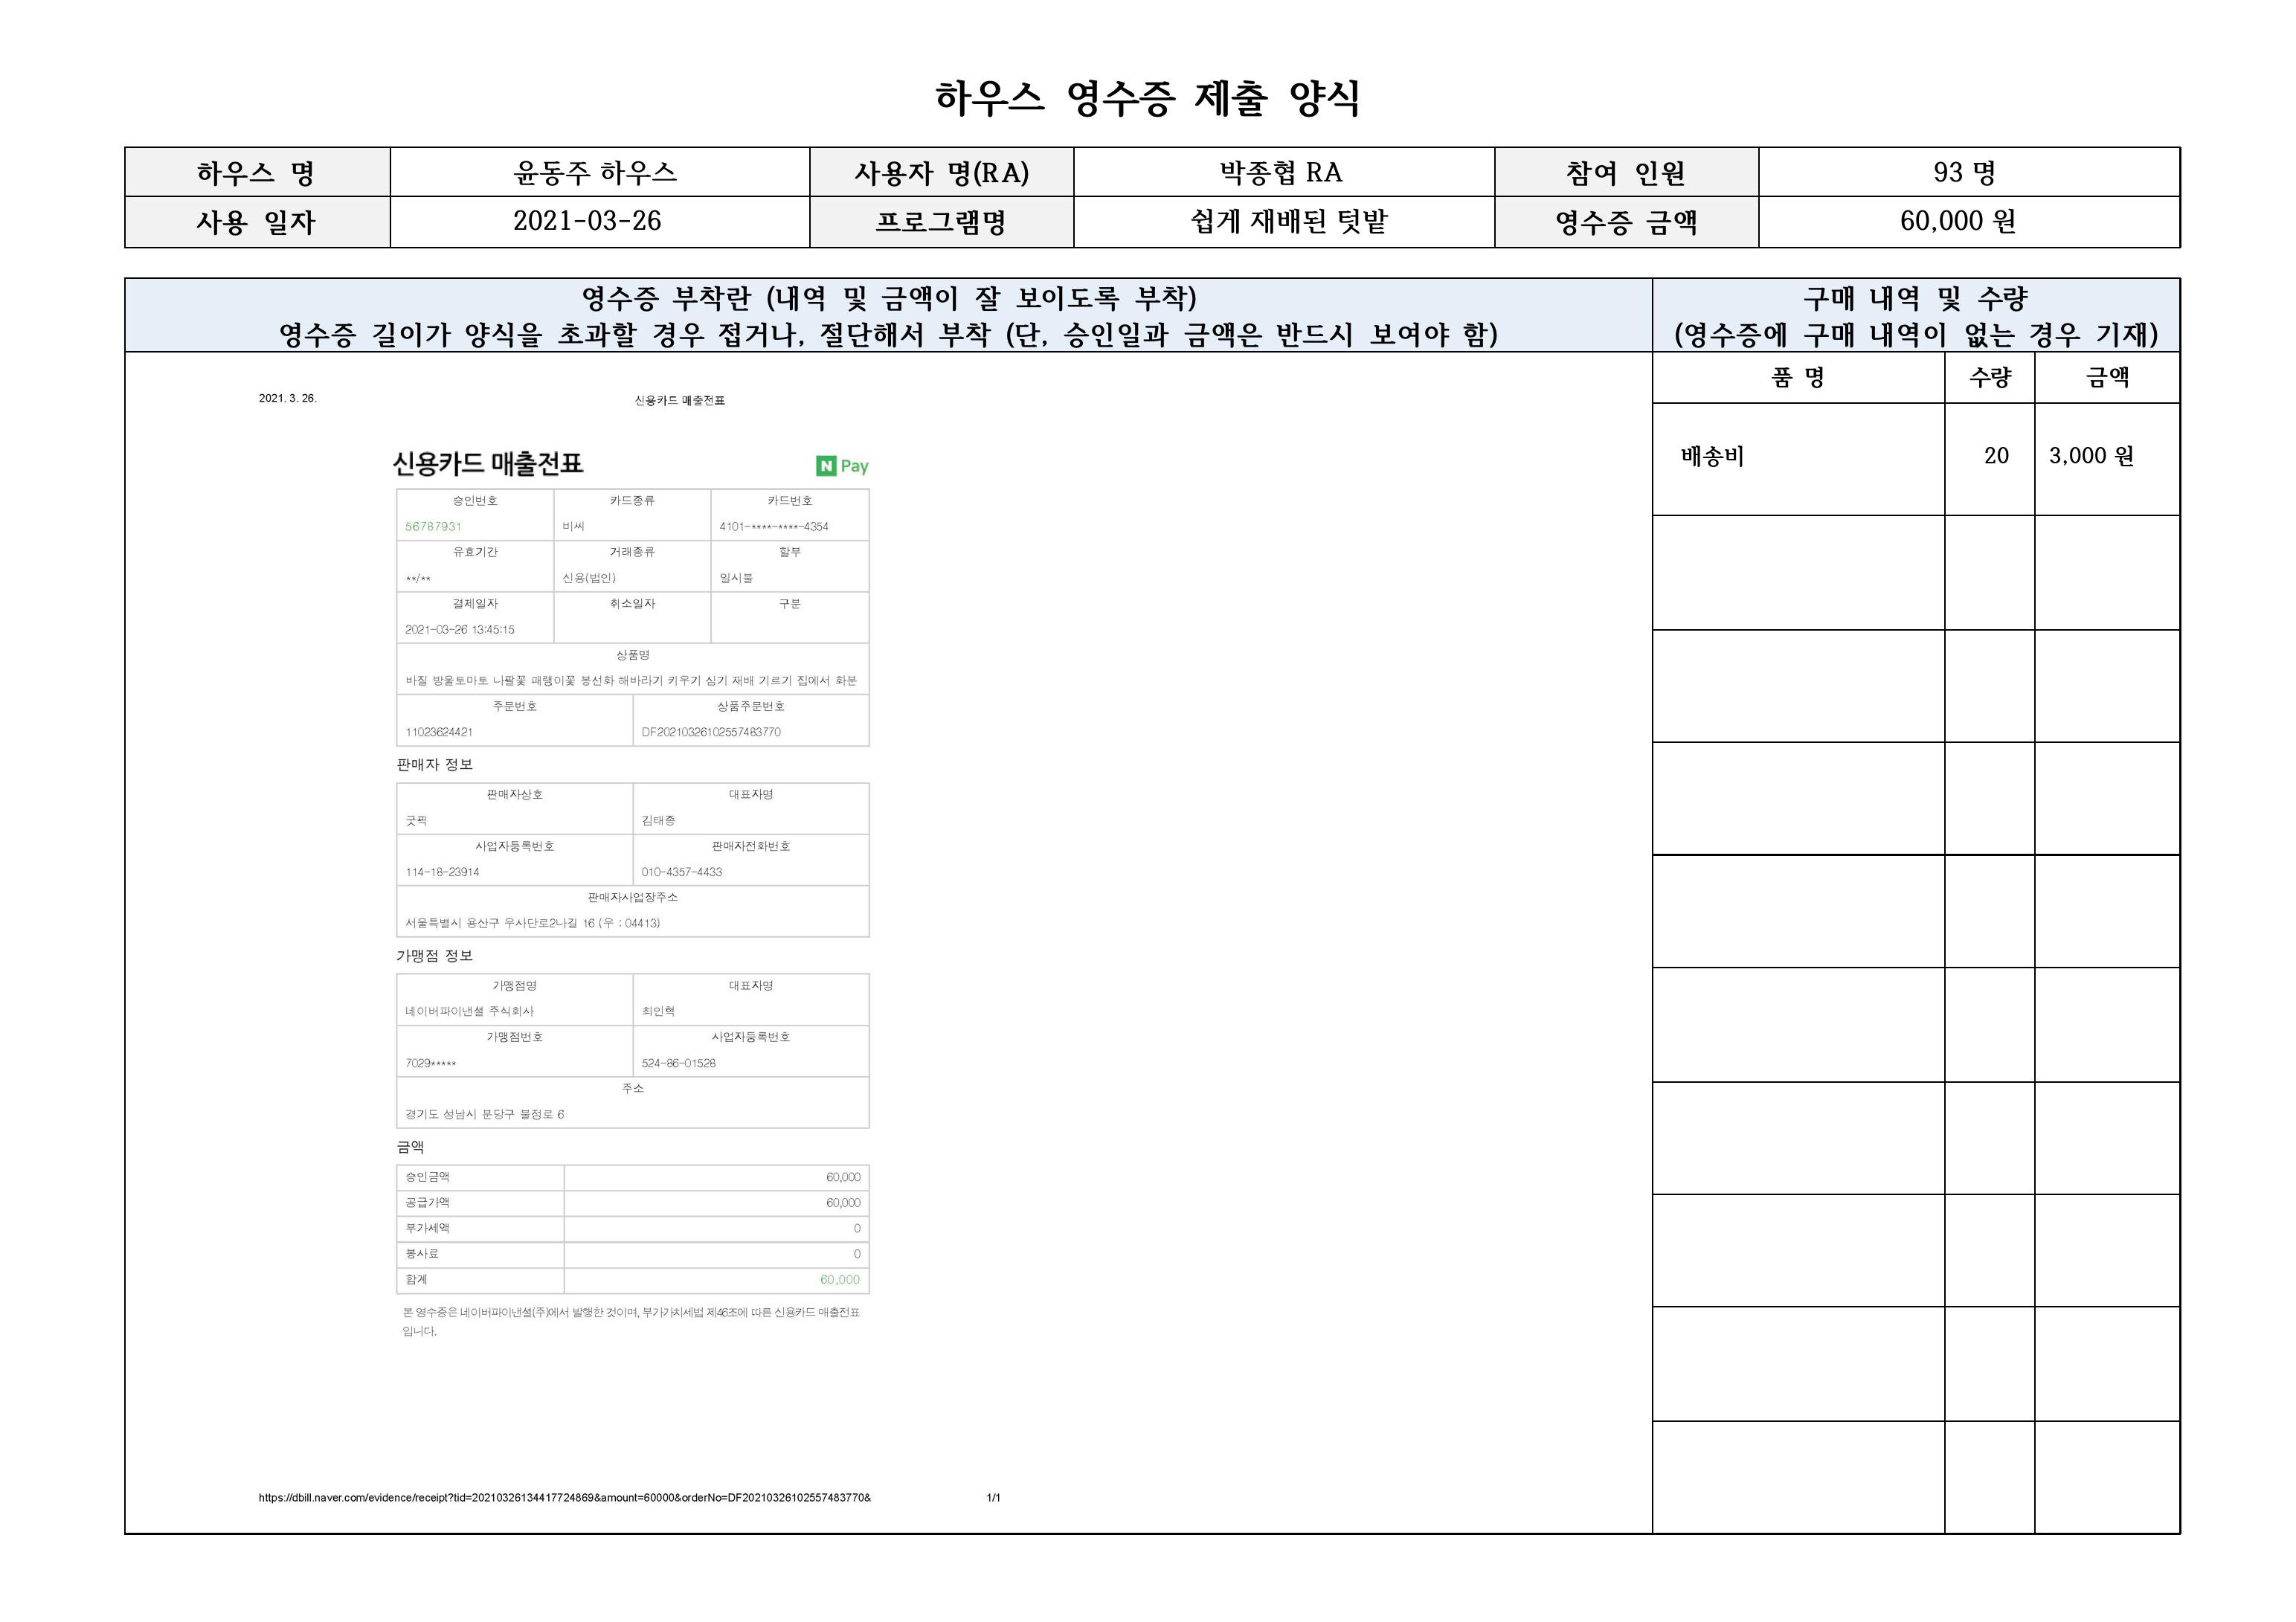 하우스 영수증 제출 양식
하우스 명 윤동주 하우스 사용자 명(RA) 박종협 RA 참여 인원 93 명
사용 일자 2021-03-26 프로그램명 쉽게 재배된 텃밭 영수증 금액 60,000 원
영수증 부착란 (내역 및 금액이 잘 보이도록 부착)
영수증 길이가 양식을 초과할 경우 접거나, 절단해서 부착 (단, 승인일과 금액은 반드시 보여야 함)
구매 내역 및 수량
(영수증에 구매 내역이 없는 경우 기재)
품 명 수량 금액
배송비 20 3,000 원
2021. 3. 26. 신용카드 매출전표
신용카드 매출전표 N Pay
승인번호 카드종류 카드번호
56787931 비씨 4101-****-****-4354
유효기간 거래종류 할부
**/** 신용(법인) 일시불
결제일자 취소일자 구분
2021-03-26 13:45:15
상품명
바질 방울토마토 나팔꽃 패랭이꽃 봉선화 해바라기 키우기 심기 재배 기르기 집에서 화분
주문번호 상품주문번호
11023624421 DF20210326102557483770
판매자 정보
판매자상호 대표자명
굿픽 김태종
사업자등록번호 판매자전화번호
114-18-23914 010-4357-4433
판매자사업장주소
서울특별시 용산구 우사단로2나길 16 (우 : 04413)
가맹점 정보
가맹점명 대표자명
네이버파이낸셜 주식회사 최인혁
가맹점번호 사업자등록번호
7029***** 524-86-01528
주소
경기도 성남시 분당구 불정로 6
금액
승인금액 60,000
공급가액 60,000
부가세액 0
봉사료 0
합계 60,000
본 영수증은 네이버파이낸셜(주)에서 발행한 것이며, 부가가치세법 제46조에 따른 신용카드 매출전표
입니다.
https://dbill.naver.com/evidence/receipt?tid=20210326134417724869&amount=60000&orderNo=DF20210326102557483770& 1/1